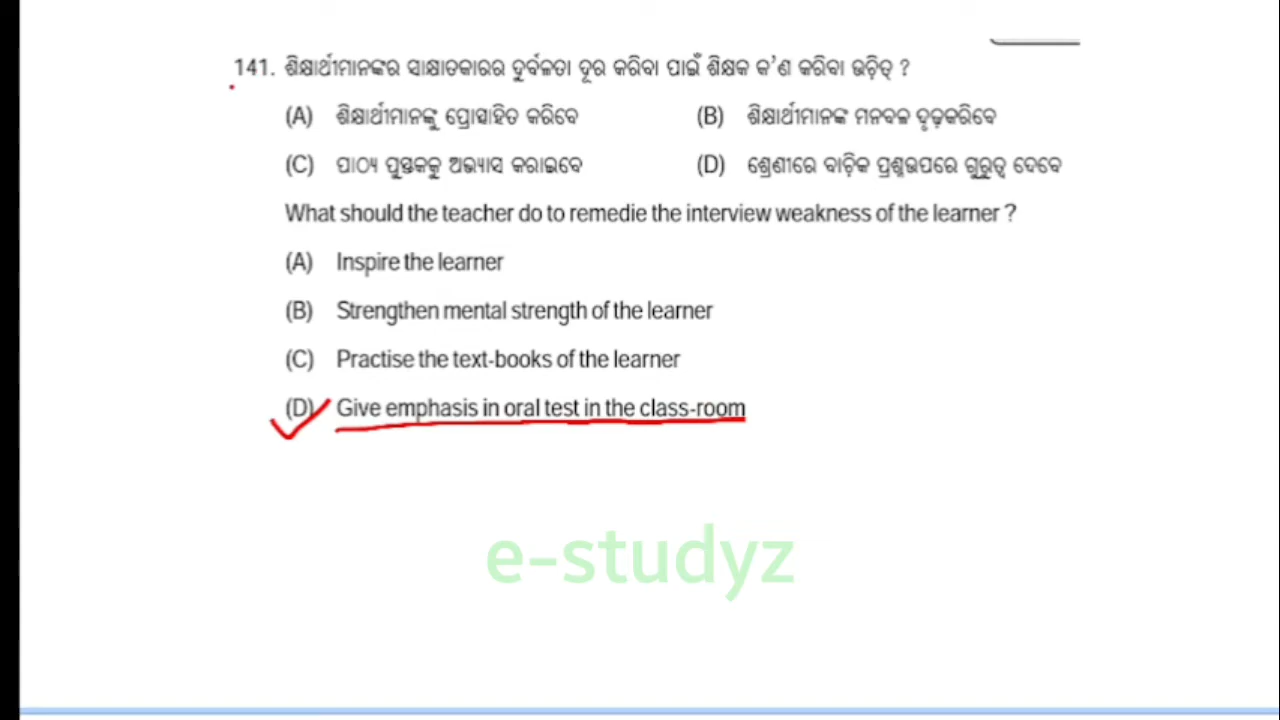 141. ଶିକ୍ଷାର୍ଥୀମାନଙ୍କର ସାକ୍ଷାତକାରର ଦୁର୍ବଳତା ଦୂର କରିବା ପାଇଁ ଶିକ୍ଷକ କ’ଣ କରିବା ଉଚିତ୍ ?
(A) ଶିକ୍ଷାର୍ଥୀମାନଙ୍କୁ ପ୍ରୋତ୍ସାହିତ କରିବେ (B) ଶିକ୍ଷାର୍ଥୀମାନଙ୍କ ମନବଳ ଦୃଢ଼କରିବେ
(C) ପାଠ୍ୟ ପୁସ୍ତକକୁ ଅଭ୍ୟାସ କରାଇବେ (D) ଶ୍ରେଣୀରେ ବାଚିକ ପ୍ରଶ୍ନଉପରେ ଗୁରୁତ୍ୱ ଦେବେ
What should the teacher do to remedie the interview weakness of the learner ?
(A) Inspire the learner
(B) Strengthen mental strength of the learner
(C) Practise the text-books of the learner
(D) Give emphasis in oral test in the class-room
e-studyz